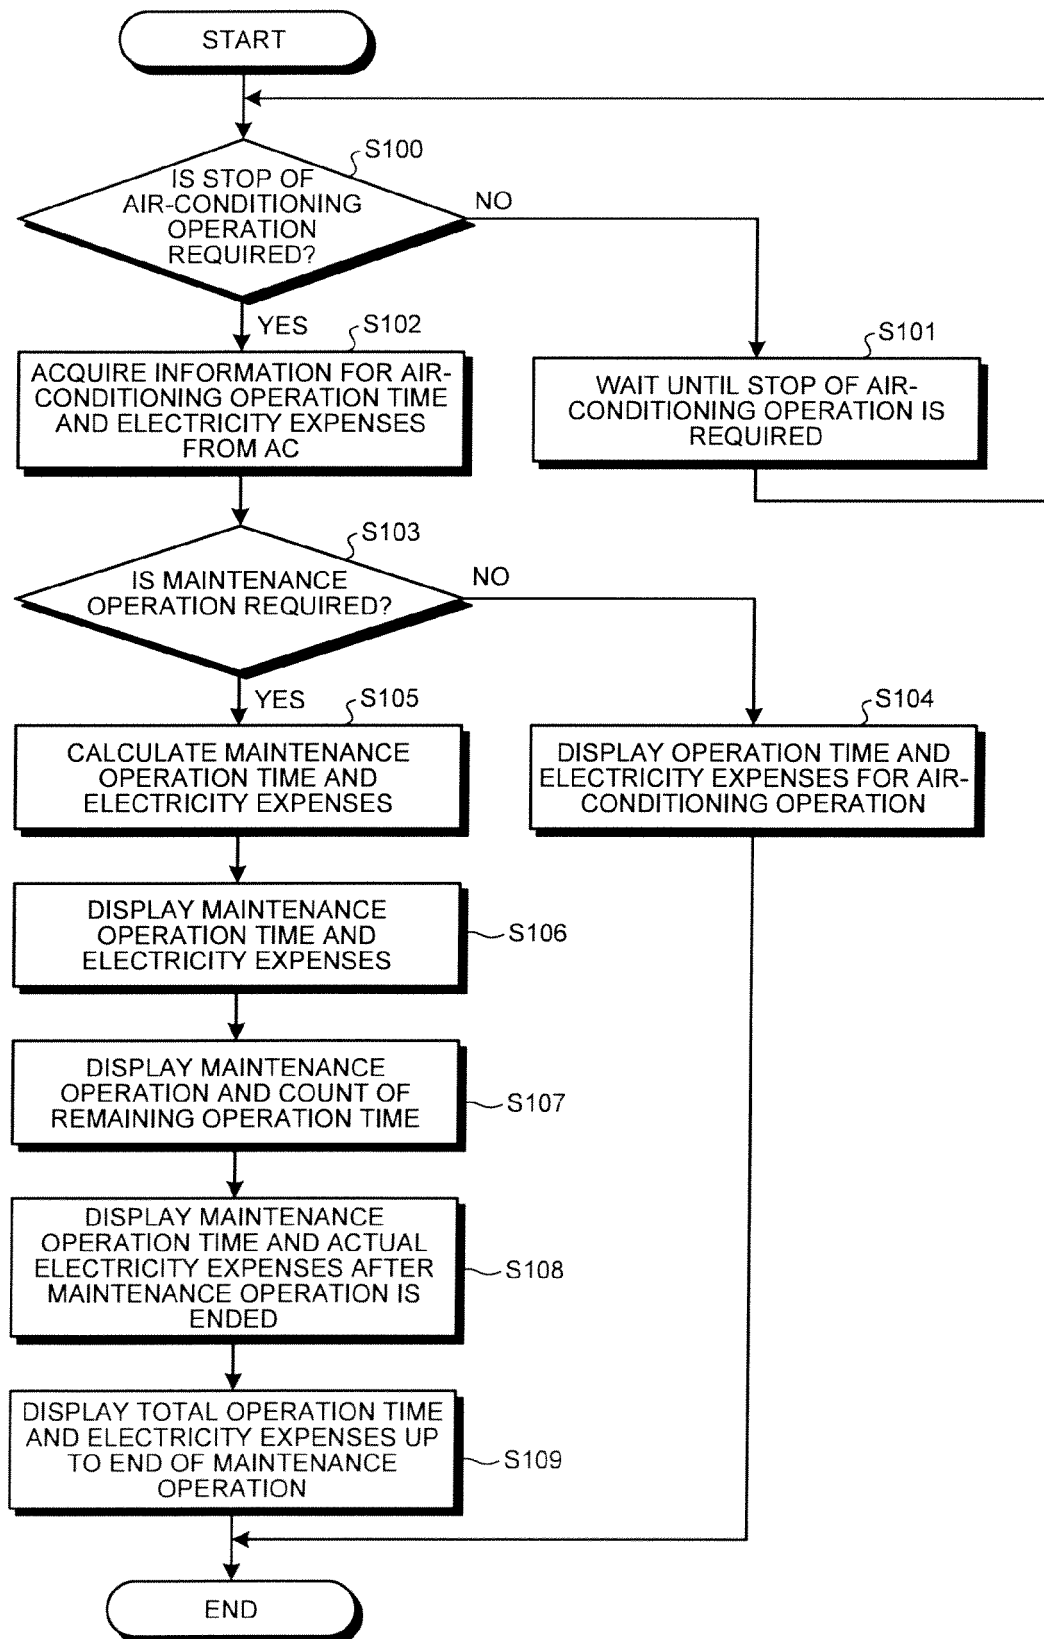 START
S100
IS STOP OF
AIR-CONDITIONING
OPERATION
REQUIRED?
NO
YES
S102
ACQUIRE INFORMATION FOR AIR-
CONDITIONING OPERATION TIME
AND ELECTRICITY EXPENSES
FROM AC
S101
WAIT UNTIL STOP OF AIR-
CONDITIONING OPERATION IS
REQUIRED
S103
IS MAINTENANCE
OPERATION REQUIRED?
NO
YES
S105
CALCULATE MAINTENANCE
OPERATION TIME AND
ELECTRICITY EXPENSES
S104
DISPLAY OPERATION TIME AND
ELECTRICITY EXPENSES FOR AIR-
CONDITIONING OPERATION
DISPLAY MAINTENANCE
OPERATION TIME AND
ELECTRICITY EXPENSES
S106
DISPLAY MAINTENANCE
OPERATION AND COUNT OF
REMAINING OPERATION TIME
S107
DISPLAY MAINTENANCE
OPERATION TIME AND ACTUAL
ELECTRICITY EXPENSES AFTER
MAINTENANCE OPERATION IS
ENDED
S108
DISPLAY TOTAL OPERATION TIME
AND ELECTRICITY EXPENSES UP
TO END OF MAINTENANCE
OPERATION
S109
END